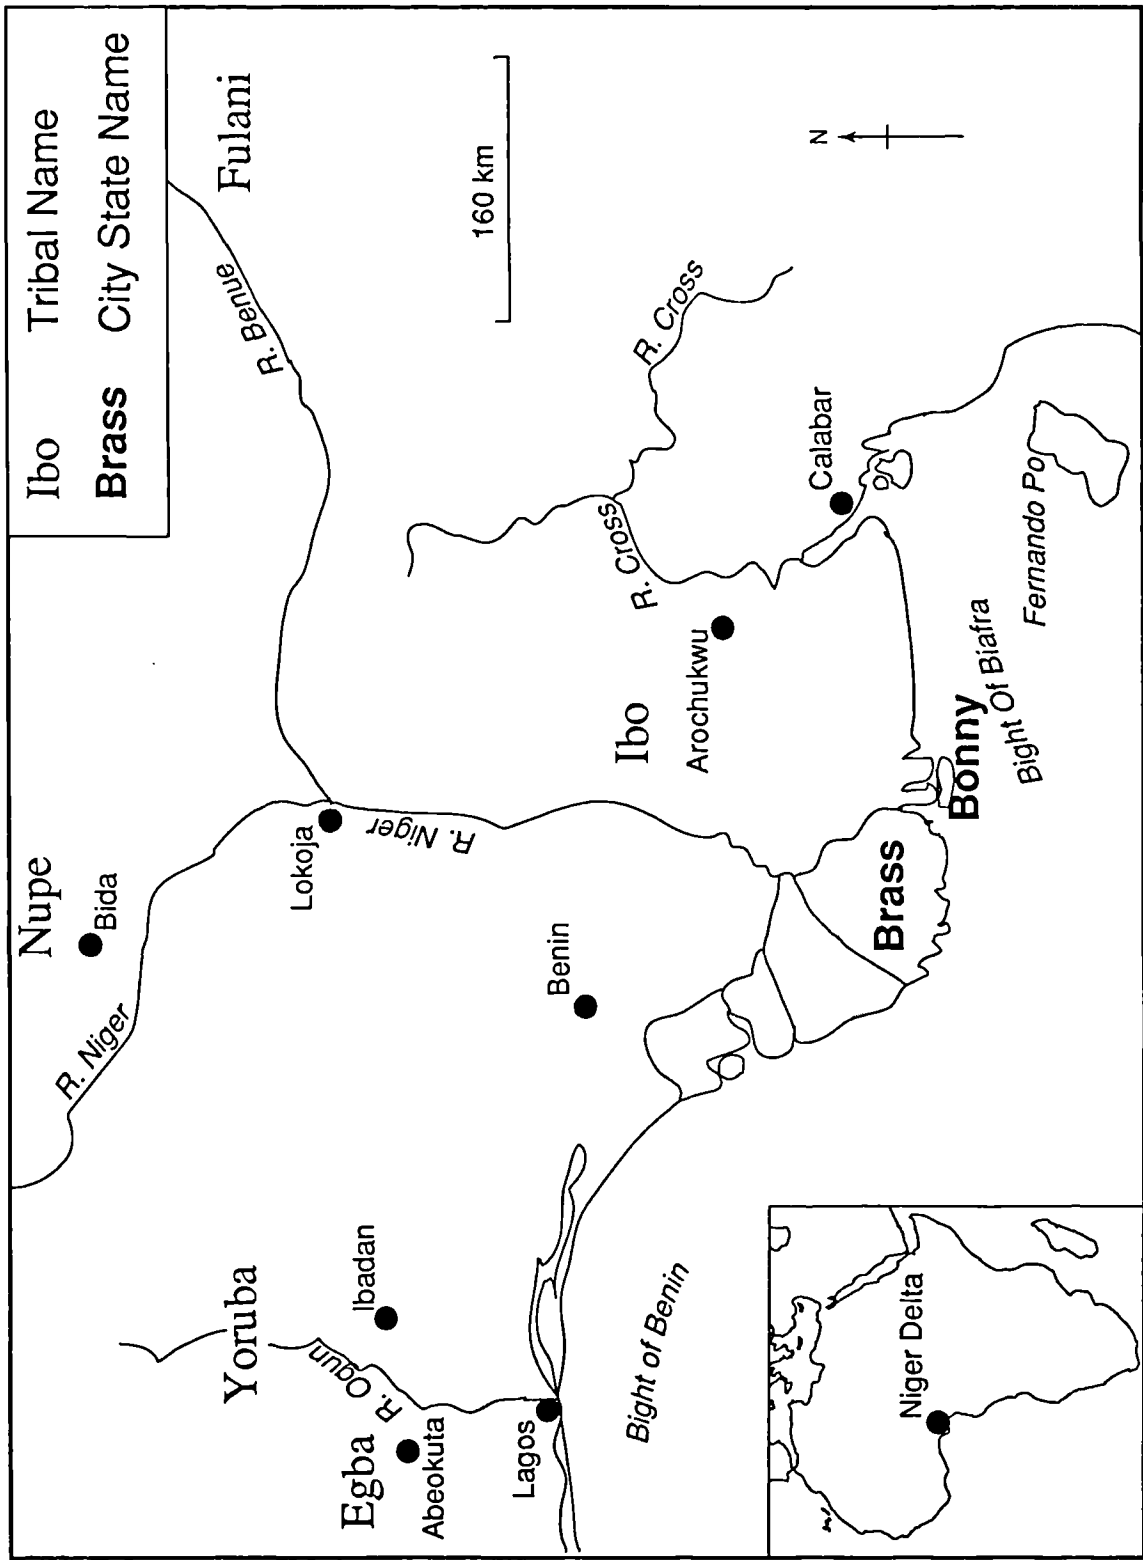 Ibo Tribal Name
Brass City State Name
Nupe
Bida
R. Niger
Fulani
R. Benue
Lokoja
R. Niger
160 km
N
Yoruba
Ibadan
R. Ogun
Egba
Abeokuta
Lagos
Benin
Ibo
Arochukwu
R. Cross
R. Cross
Calabar
Brass
Bonny
Bight Of Biafra
Fernando Po
Bight of Benin
Niger Delta